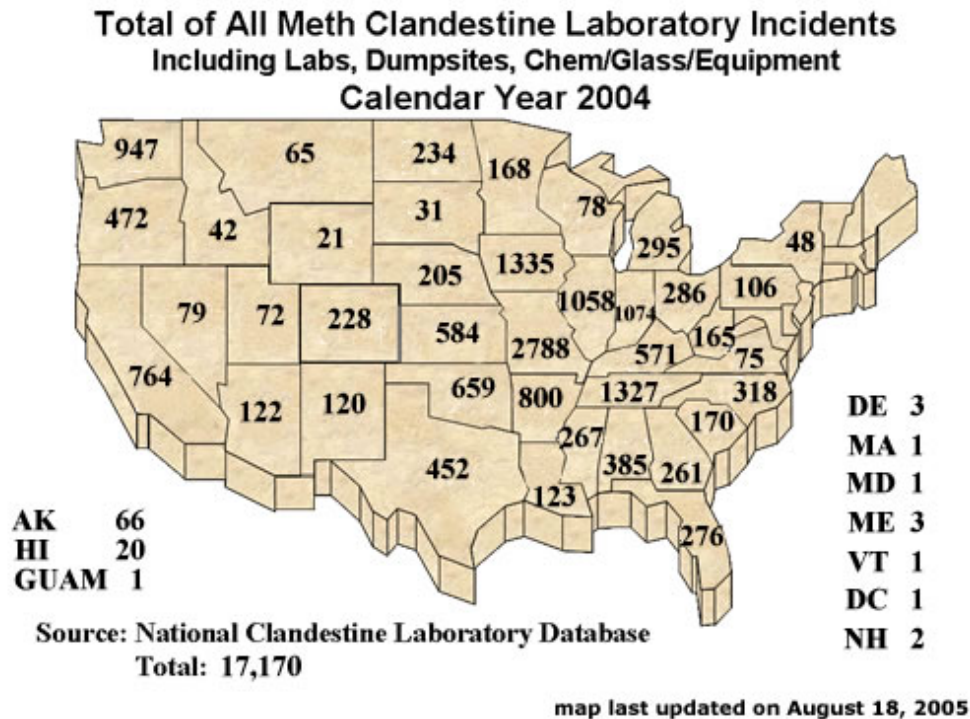 Total of All Meth Clandestine Laboratory Incidents
Including Labs, Dumpsites, Chem/Glass/Equipment
Calendar Year 2004
947
65
234
168
472
42
21
31
78
295
48
205
1335
79
72
228
584
1058
1074
286
106
764
122
120
659
2788
571
165
75
800
1327
318
452
267
385
261
170
123
276
AK 66
HI 20
GUAM 1
DE 3
MA 1
MD 1
ME 3
VT 1
DC 1
NH 2
Source: National Clandestine Laboratory Database
Total: 17,170
map last updated on August 18, 2005